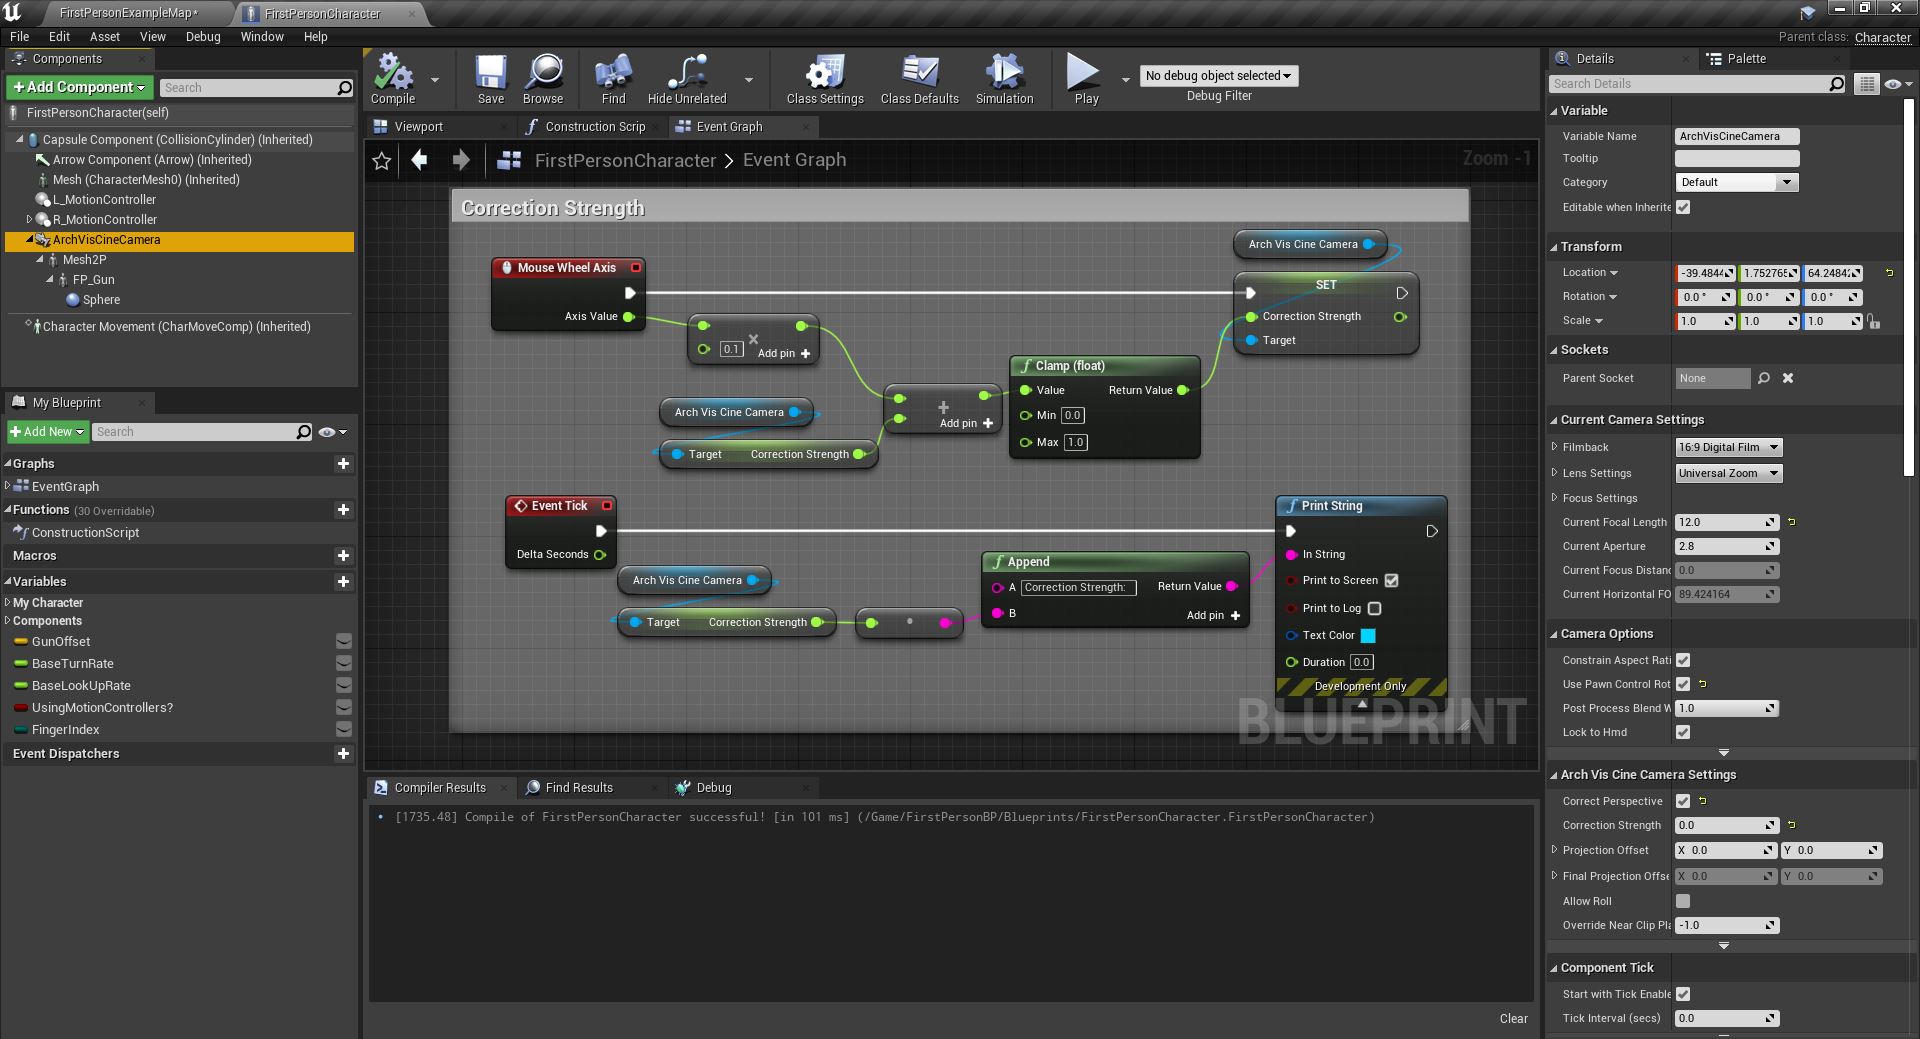 FirstPersonExampleMap*
FirstPersonCharacter
File Edit Asset View Debug Window Help
Parent class: Character
Components
+ Add Component
Search
FirstPersonCharacter(self)
Capsule Component (CollisionCylinder) (Inherited)
Arrow Component (Arrow) (Inherited)
Mesh (CharacterMesh0) (Inherited)
L_MotionController
R_MotionController
ArchVisCineCamera
Mesh2P
FP_Gun
Sphere
Character Movement (CharMoveComp) (Inherited)
My Blueprint
+ Add New
Search
Graphs
EventGraph
Functions (30 Overridable)
ConstructionScript
Macros
Variables
My Character
Components
GunOffset
BaseTurnRate
BaseLookUpRate
UsingMotionControllers?
FingerIndex
Event Dispatchers
Compile
Save
Browse
Find
Hide Unrelated
Class Settings
Class Defaults
Simulation
Play
No debug object selected
Debug Filter
Viewport
Construction Scrip
Event Graph
FirstPersonCharacter > Event Graph
Zoom -1
Correction Strength
Mouse Wheel Axis
Axis Value
0.1
Add pin +
Arch Vis Cine Camera
Target Correction Strength
Add pin +
Clamp (float)
Value Return Value
Min 0.0
Max 1.0
Arch Vis Cine Camera
SET
Correction Strength
Target
Event Tick
Delta Seconds
Arch Vis Cine Camera
Target Correction Strength
Append
A Correction Strength: Return Value
B
Add pin +
Print String
In String
Print to Screen
Print to Log
Text Color
Duration 0.0
Development Only
BLUEPRINT
Compiler Results
Find Results
Debug
[1735.48] Compile of FirstPersonCharacter successful! [in 101 ms] (/Game/FirstPersonBP/Blueprints/FirstPersonCharacter.FirstPersonCharacter)
Clear
Details
Palette
Search Details
Variable
Variable Name ArchVisCineCamera
Tooltip
Category Default
Editable when Inherite
Transform
Location -39.4844 1.752765 64.24842
Rotation 0.0 ° 0.0 ° 0.0 °
Scale 1.0 1.0 1.0
Sockets
Parent Socket None
Current Camera Settings
Filmback 16:9 Digital Film
Lens Settings Universal Zoom
Focus Settings
Current Focal Length 12.0
Current Aperture 2.8
Current Focus Distanc 0.0
Current Horizontal FO 89.424164
Camera Options
Constrain Aspect Rati
Use Pawn Control Rot
Post Process Blend W 1.0
Lock to Hmd
Arch Vis Cine Camera Settings
Correct Perspective
Correction Strength 0.0
Projection Offset X 0.0 Y 0.0
Final Projection Offse X 0.0 Y 0.0
Allow Roll
Override Near Clip Pla -1.0
Component Tick
Start with Tick Enable
Tick Interval (secs) 0.0